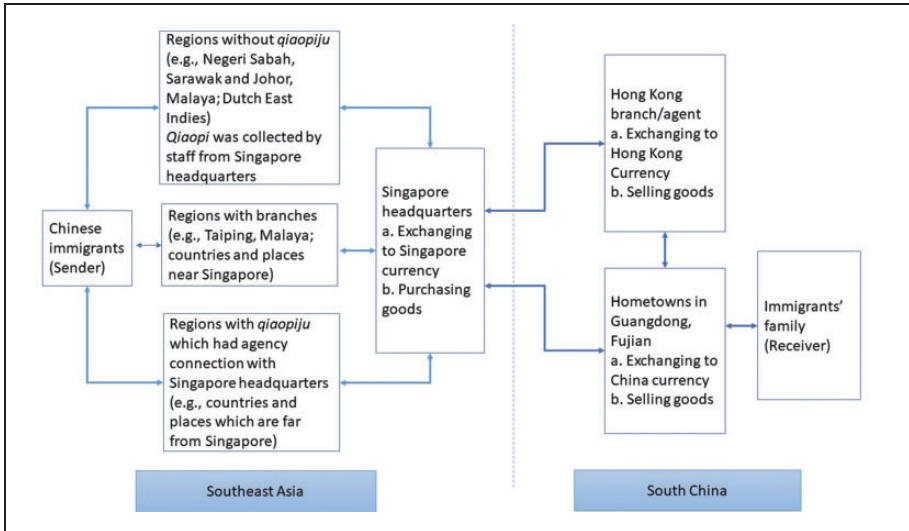 Regions without qiaopiju
(e.g., Negeri Sabah,
Sarawak and Johor,
Malaya; Dutch East
Indies)
Qiaopi was collected by
staff from Singapore
headquarters
Chinese
immigrants
(Sender)
Regions with branches
(e.g., Taiping, Malaya;
countries and places
near Singapore)
Regions with qiaopiju
which had agency
connection with
Singapore headquarters
(e.g., countries and
places which are far
from Singapore)
Singapore
headquarters
a. Exchanging
to Singapore
currency
b. Purchasing
goods
Southeast Asia
Hong Kong
branch/agent
a. Exchanging to
Hong Kong
Currency
b. Selling goods
Hometowns in
Guangdong,
Fujian
a. Exchanging to
China currency
b. Selling goods
Immigrants’
family
(Receiver)
South China